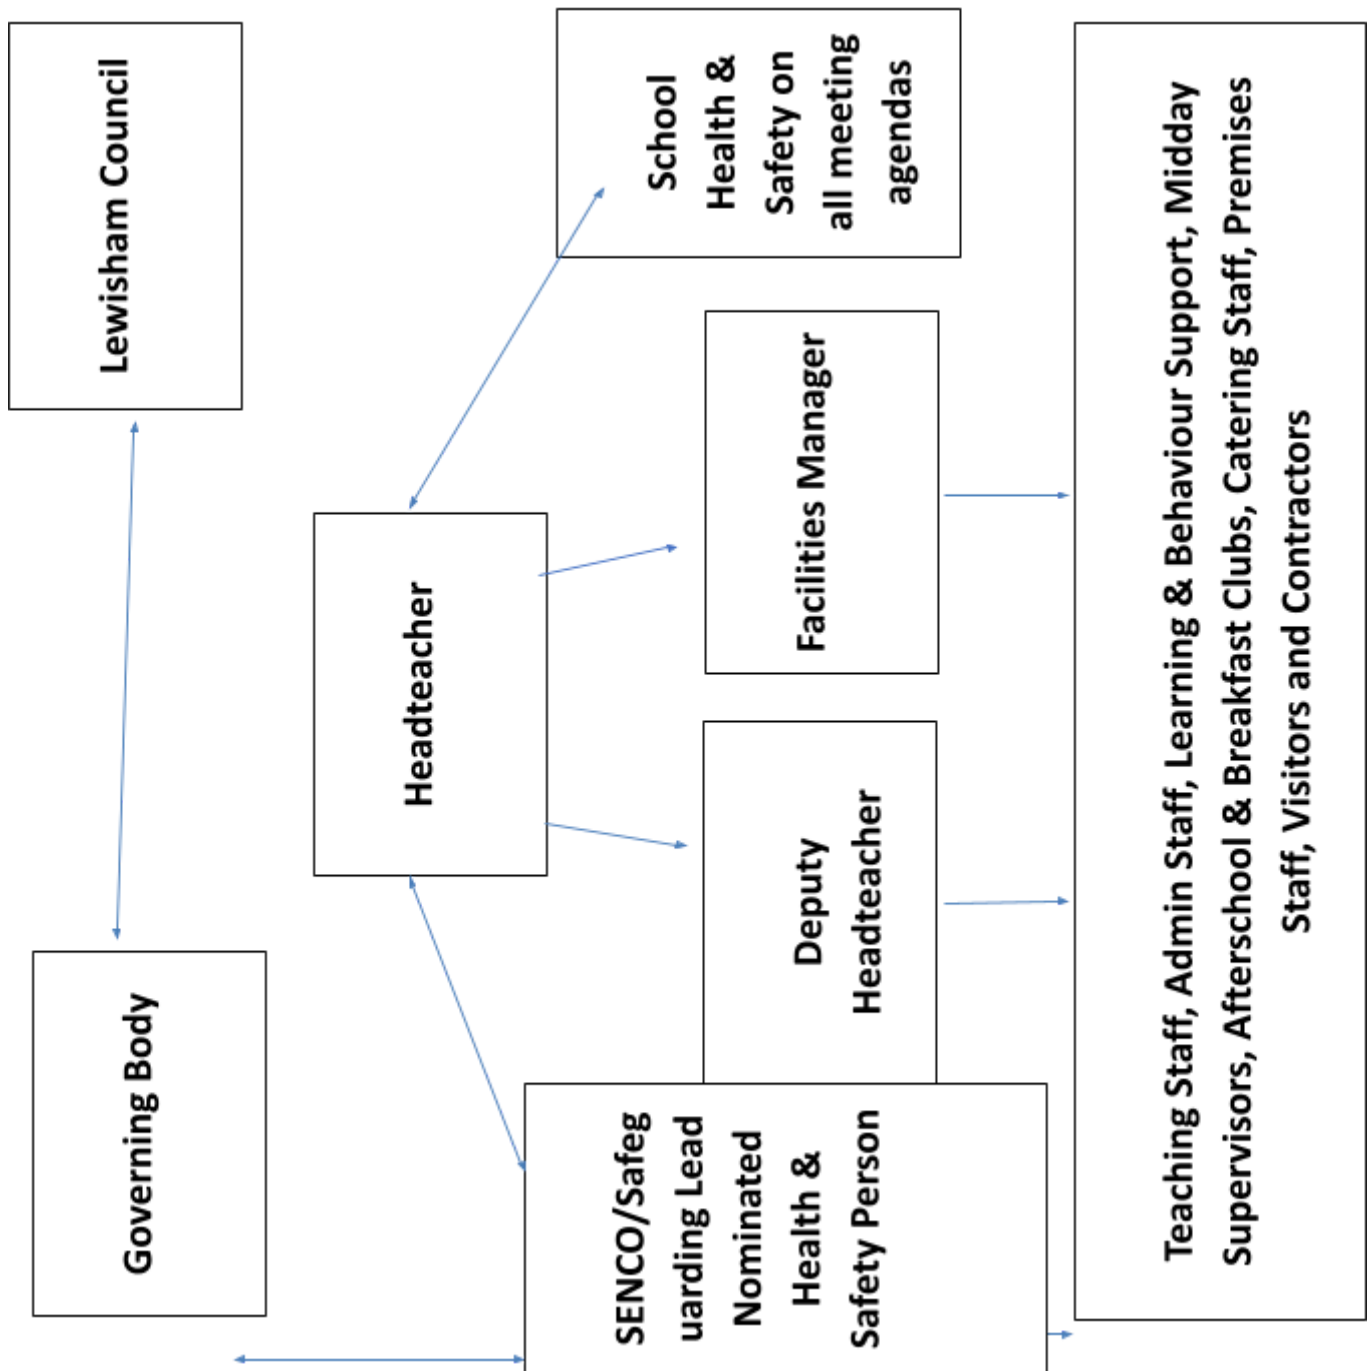 Governing Body
Lewisham Council
Headteacher
SENCO/Safeg
uarding Lead
Nominated
Health &
Safety Person
Deputy
Headteacher
Facilities Manager
School
Health &
Safety on
all meeting
agendas
Teaching Staff, Admin Staff, Learning & Behaviour Support, Midday
Supervisors, Afterschool & Breakfast Clubs, Catering Staff, Premises
Staff, Visitors and Contractors